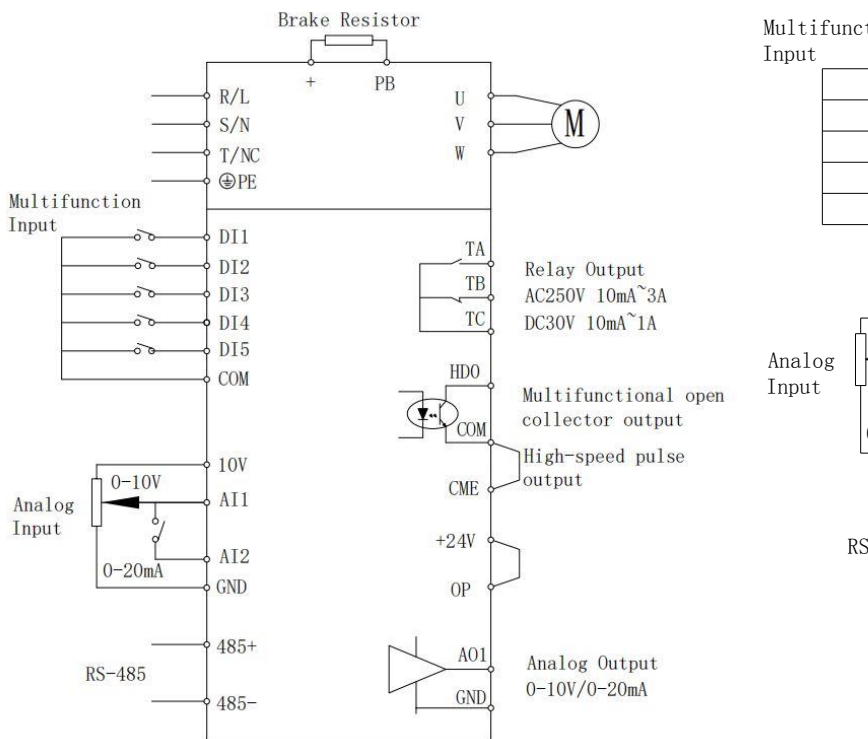 Brake Resistor
+
PB
R/L
S/N
T/NC
PE
U
V
W
M
Multifunction
Input
DI1
DI2
DI3
DI4
DI5
COM
TA
TB
TC
Relay Output
AC250V 10mA~3A
DC30V 10mA~1A
HDO
COM
CME
Multifunctional open
collector output
High-speed pulse
output
10V
0-10V
AI1
Analog
Input
AI2
0-20mA
GND
+24V
OP
485+
RS-485
485-
AO1
GND
Analog Output
0-10V/0-20mA
Multifunct
Input
Analog
Input
RS